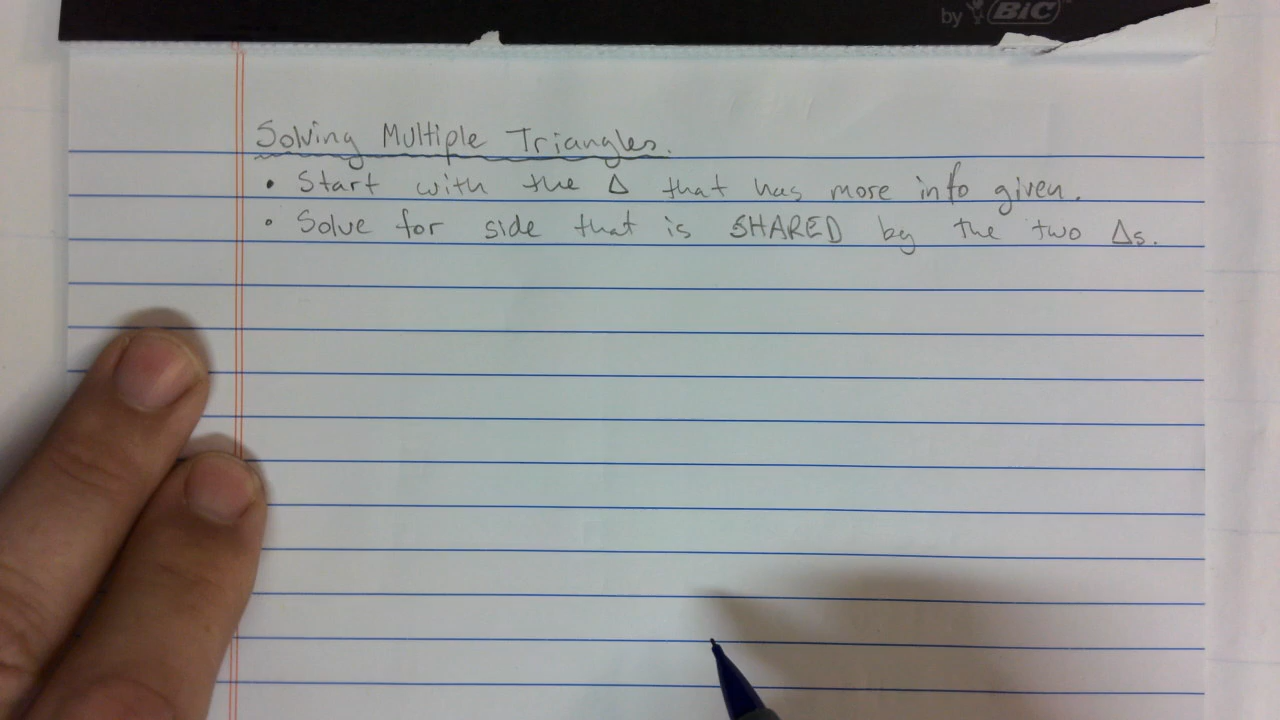 by BIC
Solving Multiple Triangles.
• Start with the Δ that has more info given.
• Solve for side that is SHARED by the two Δs.